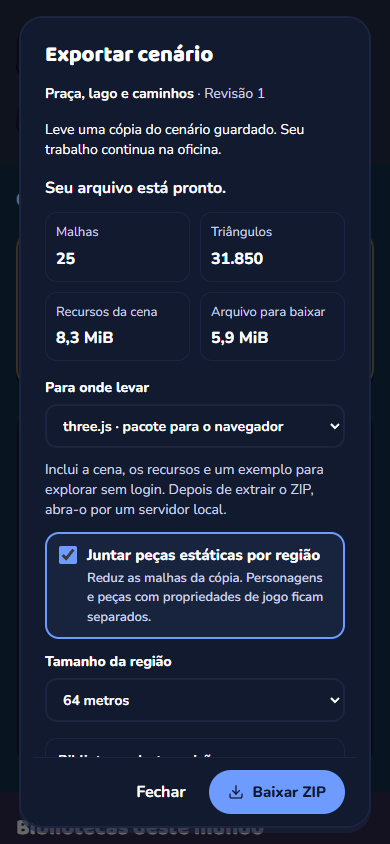 Exportar cenário
Praça, lago e caminhos · Revisão 1
Leve uma cópia do cenário guardado. Seu
trabalho continua na oficina.
Seu arquivo está pronto.
Malhas
25
Triângulos
31.850
Recursos da cena
8,3 MiB
Arquivo para baixar
5,9 MiB
Para onde levar
three.js · pacote para o navegador
Inclui a cena, os recursos e um exemplo para
explorar sem login. Depois de extrair o ZIP,
abra-o por um servidor local.
Juntar peças estáticas por região
Reduz as malhas da cópia. Personagens
e peças com propriedades de jogo ficam
separados.
Tamanho da região
64 metros
Fechar
Baixar ZIP
Bibliotecas deste mundo